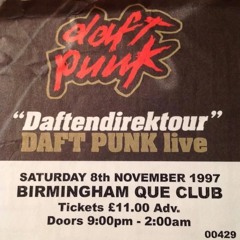 daft
punk
"Daftendirektour"
DAFT PUNK live
SATURDAY 8th NOVEMBER 1997
BIRMINGHAM QUE CLUB
Tickets £11.00 Adv.
Doors 9:00pm - 2:00am
00429